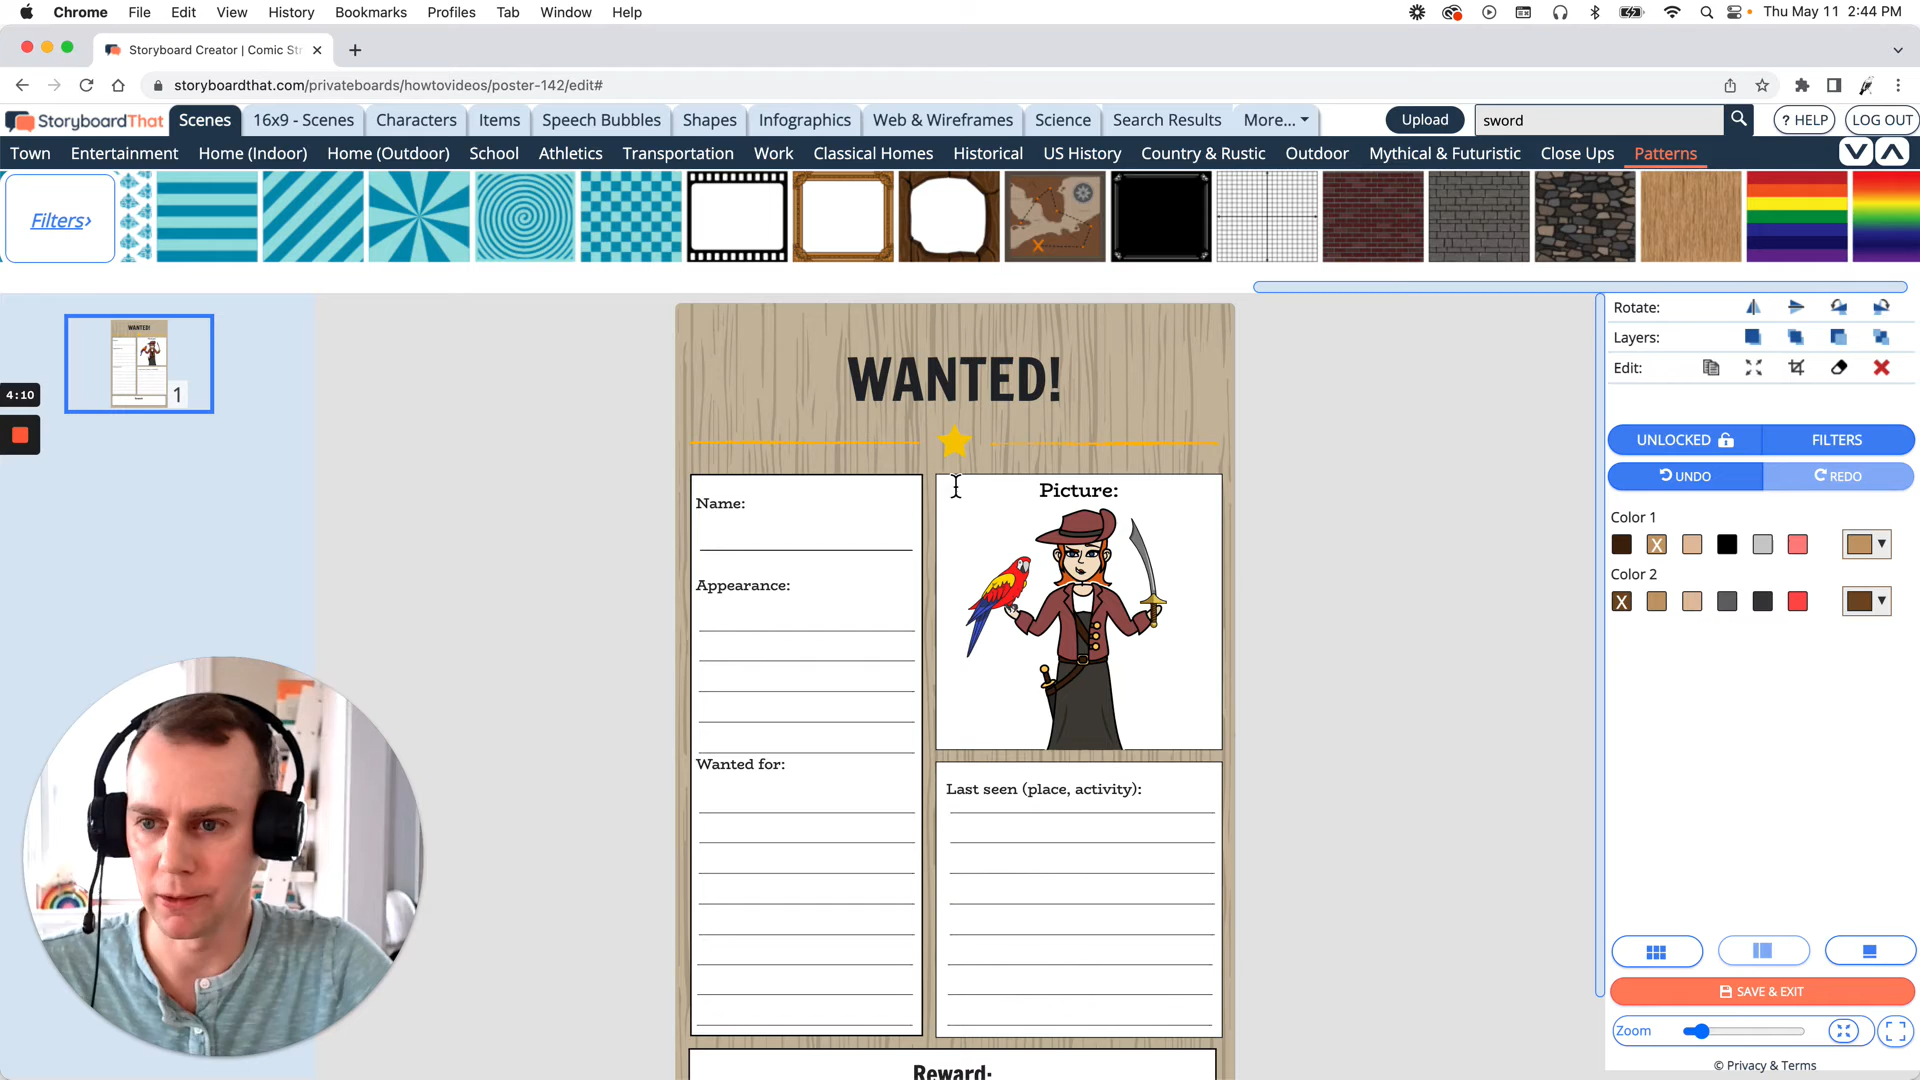 Chrome File Edit View History Bookmarks Profiles Tab Window Help Thu May 11 2:44 PM
Storyboard Creator | Comic Str
storyboardthat.com/privateboards/howtovideos/poster-142/edit#
StoryboardThat Scenes 16x9 - Scenes Characters Items Speech Bubbles Shapes Infographics Web & Wireframes Science Search Results More... Upload sword ? HELP LOG OUT
Town Entertainment Home (Indoor) Home (Outdoor) School Athletics Transportation Work Classical Homes Historical US History Country & Rustic Outdoor Mythical & Futuristic Close Ups Patterns
Filters›
Rotate:
Layers:
Edit:
WANTED!
1
4:10
UNLOCKED FILTERS
UNDO REDO
Color 1
Color 2
Name:
Picture:
Appearance:
Wanted for:
Last seen (place, activity):
Reward:
SAVE & EXIT
Zoom
© Privacy & Terms